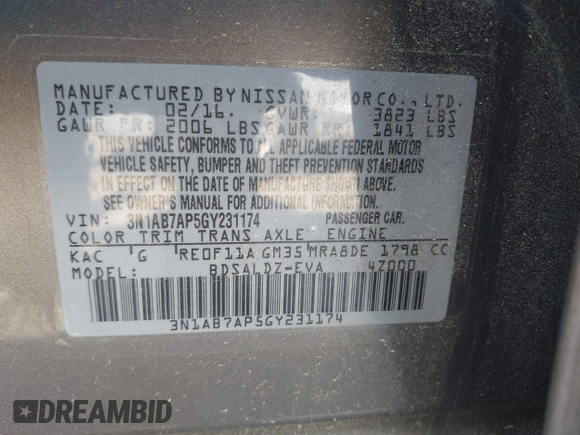 MANUFACTURED BY NISSAN MOTOR CO., LTD.
DATE: 02/16. GVWR: 3823 LBS
GAWR FR: 2006 LBS GAWR RR: 1841 LBS
THIS VEHICLE CONFORMS TO ALL APPLICABLE FEDERAL MOTOR
VEHICLE SAFETY, BUMPER AND THEFT PREVENTION STANDARDS
IN EFFECT ON THE DATE OF MANUFACTURE SHOWN ABOVE.
SEE OWNER'S MANUAL FOR ADDITIONAL INFORMATION.
VIN: 3N1AB7AP5GY231174 PASSENGER CAR.
COLOR TRIM TRANS AXLE ENGINE
KAC G RE0F11A GM35 MRA8DE 1798 CC
MODEL: BDSALDZ-EVA 4Z000
3N1AB7AP5GY231174
DREAMBID